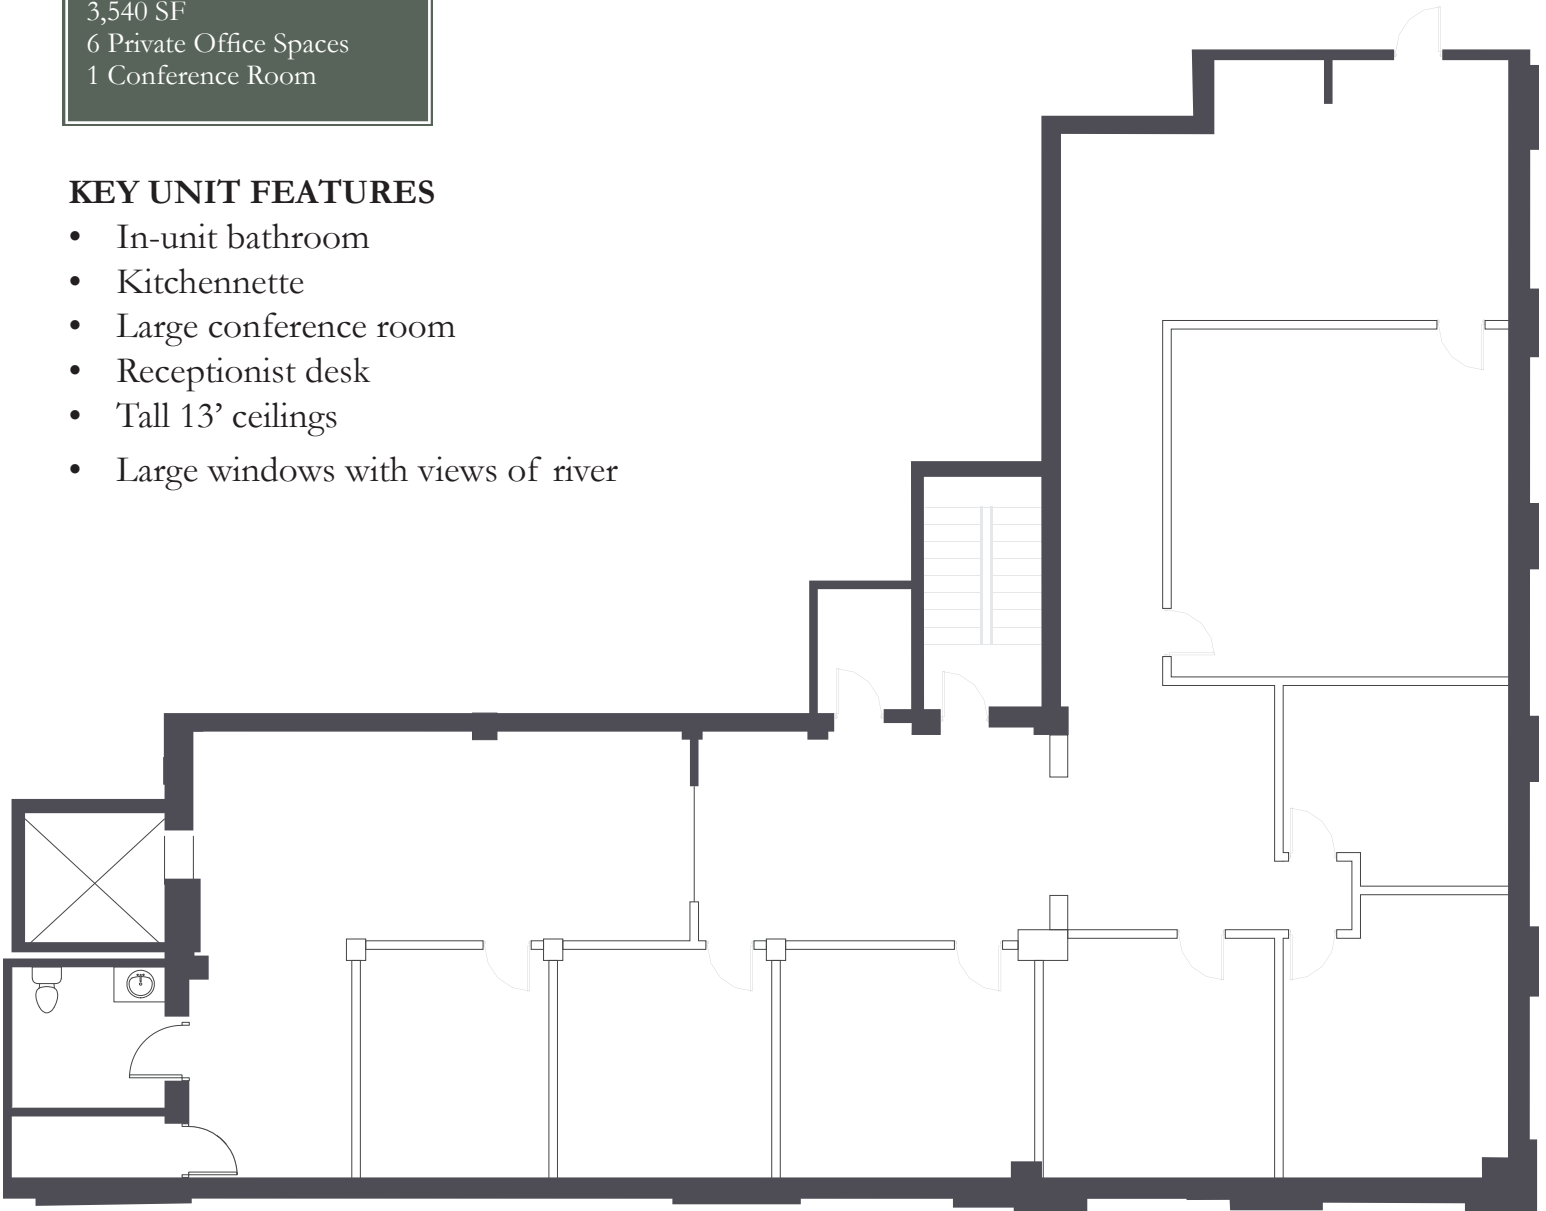 3,540 SF
6 Private Office Spaces
1 Conference Room
KEY UNIT FEATURES
• In-unit bathroom
• Kitchennette
• Large conference room
• Receptionist desk
• Tall 13’ ceilings
• Large windows with views of river